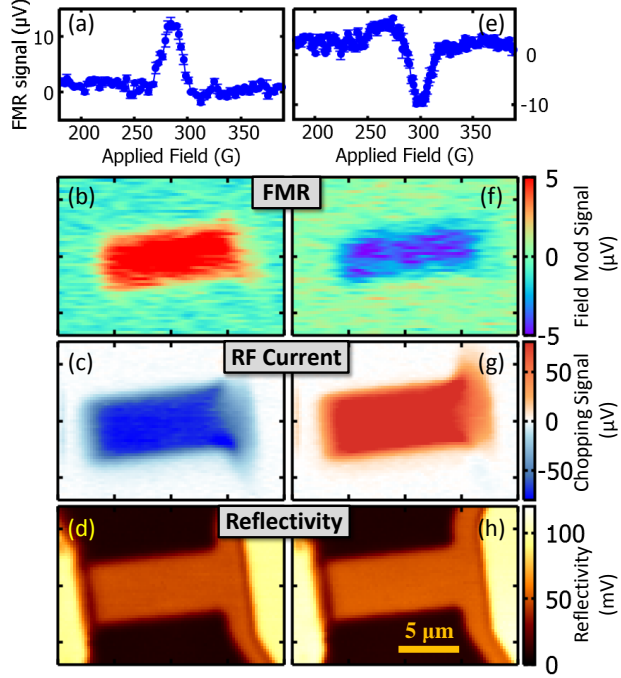 (a)
(e)
FMR signal (μV)
10
0
0
-10
200
250
300
350
200
250
300
350
Applied Field (G)
Applied Field (G)
(b)
FMR
(f)
5
0
-5
Field Mod Signal
(μV)
(c)
RF Current
(g)
50
0
-50
Chopping Signal
(μV)
(d)
Reflectivity
(h)
5 μm
100
50
0
Reflectivity
(mV)